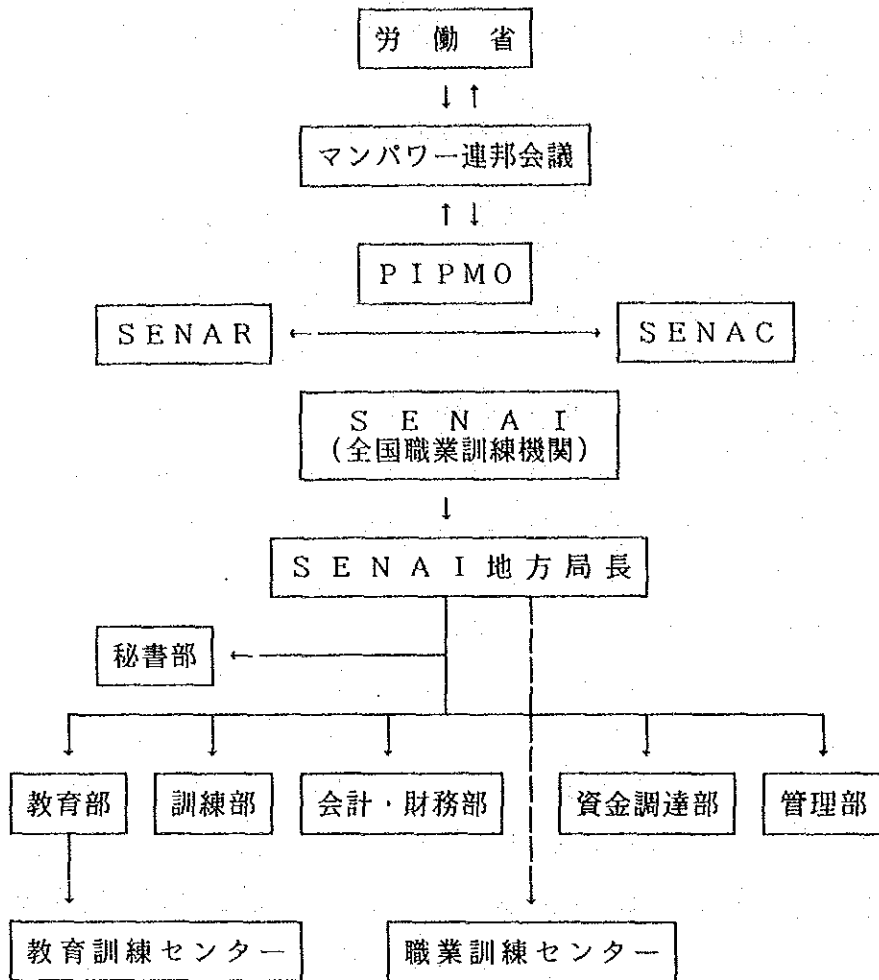 労働省
↓↑
マンパワー連邦会議
↑↓
PIPMO
SENAR ←→ SENAC
SENAI
(全国職業訓練機関)
↓
SENAI地方局長
秘書部 ←
教育部 訓練部 会計・財務部 資金調達部 管理部
教育訓練センター 職業訓練センター